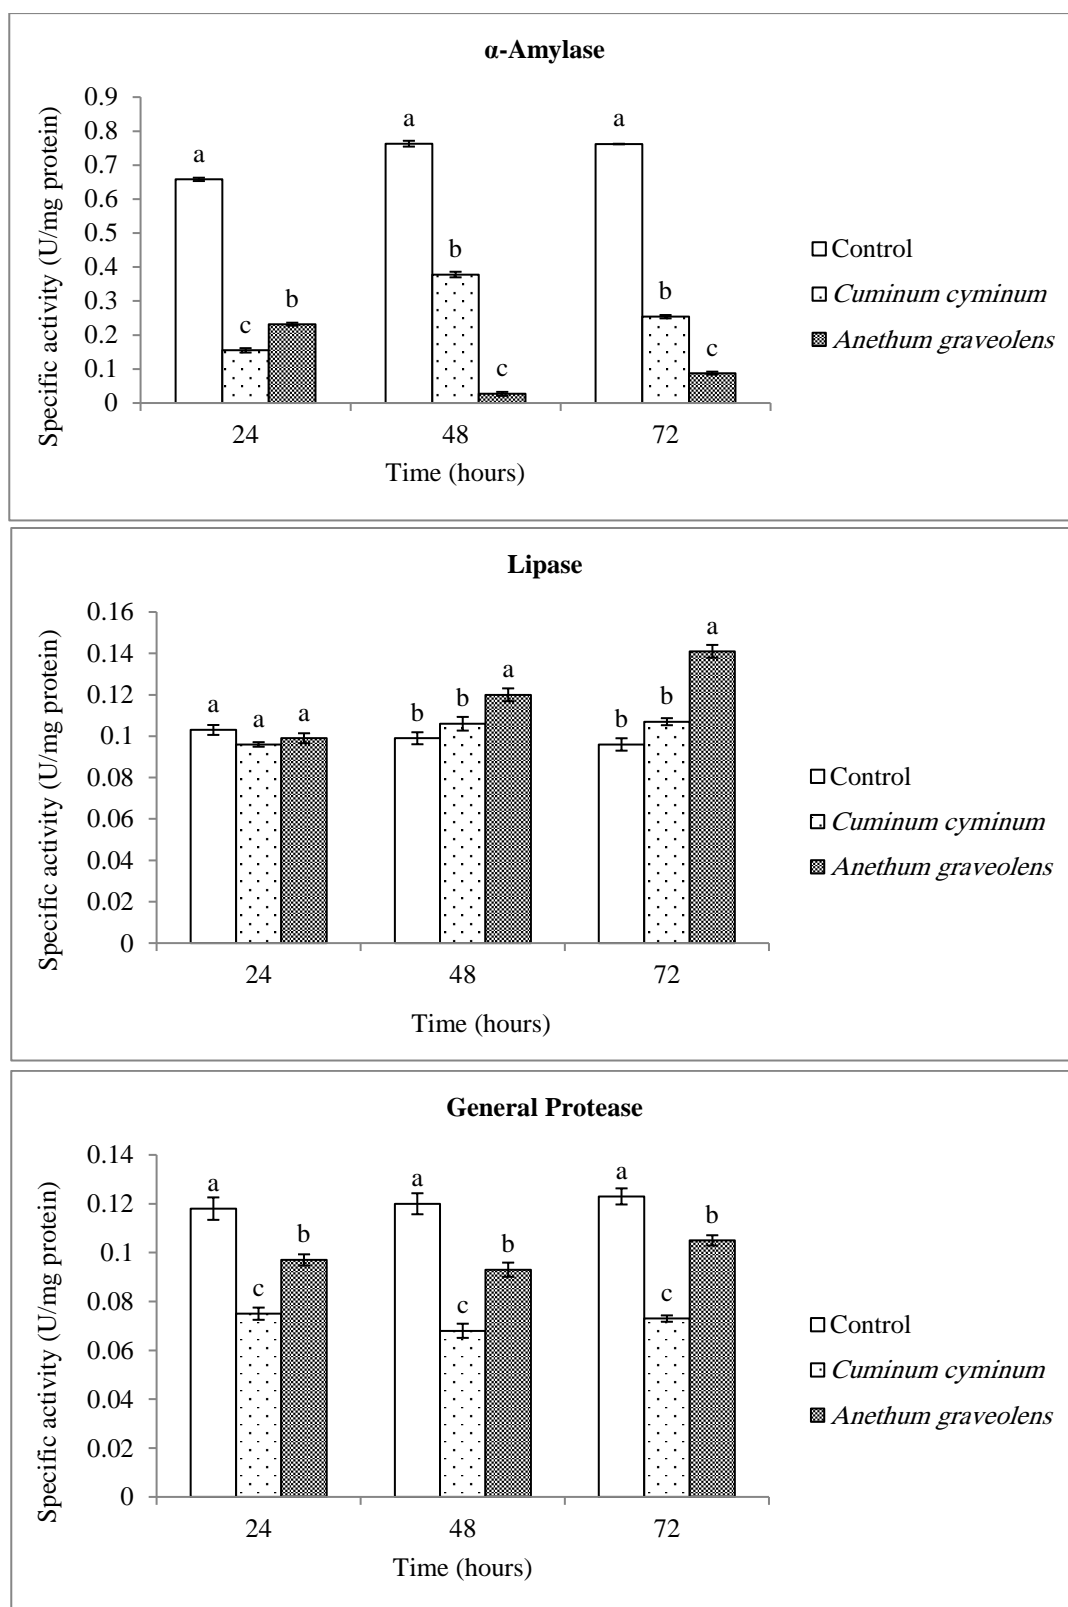 α-Amylase
Specific activity (U/mg protein)
0.9
0.8
0.7
0.6
0.5
0.4
0.3
0.2
0.1
0
a
c
b
a
b
c
a
b
c
24
48
72
Time (hours)
Control
Cuminum cyminum
Anethum graveolens
Lipase
Specific activity (U/mg protein)
0.16
0.14
0.12
0.1
0.08
0.06
0.04
0.02
0
a
a
a
b
b
a
b
b
a
24
48
72
Time (hours)
Control
Cuminum cyminum
Anethum graveolens
General Protease
Specific activity (U/mg protein)
0.14
0.12
0.1
0.08
0.06
0.04
0.02
0
a
c
b
a
c
b
a
c
b
24
48
72
Time (hours)
Control
Cuminum cyminum
Anethum graveolens